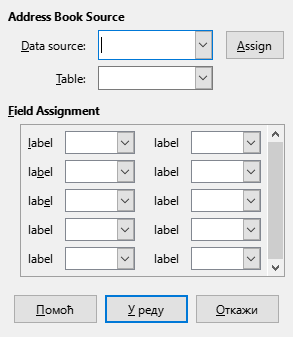 Address Book Source
Data source:
Assign
Table:
Field Assignment
label label
label label
label label
label label
label label
Помоћ У реду Откажи